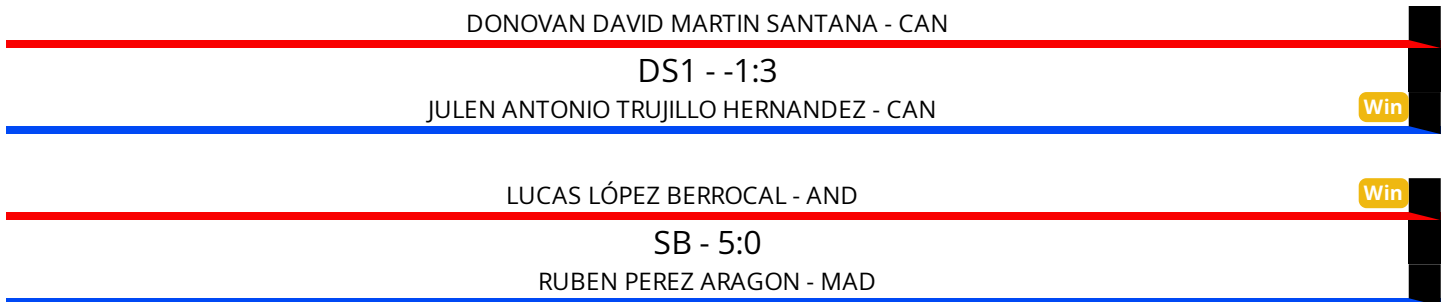 DONOVAN DAVID MARTIN SANTANA - CAN
DS1 - -1:3
JULEN ANTONIO TRUJILLO HERNANDEZ - CAN
Win
LUCAS LÓPEZ BERROCAL - AND
Win
SB - 5:0
RUBEN PEREZ ARAGON - MAD